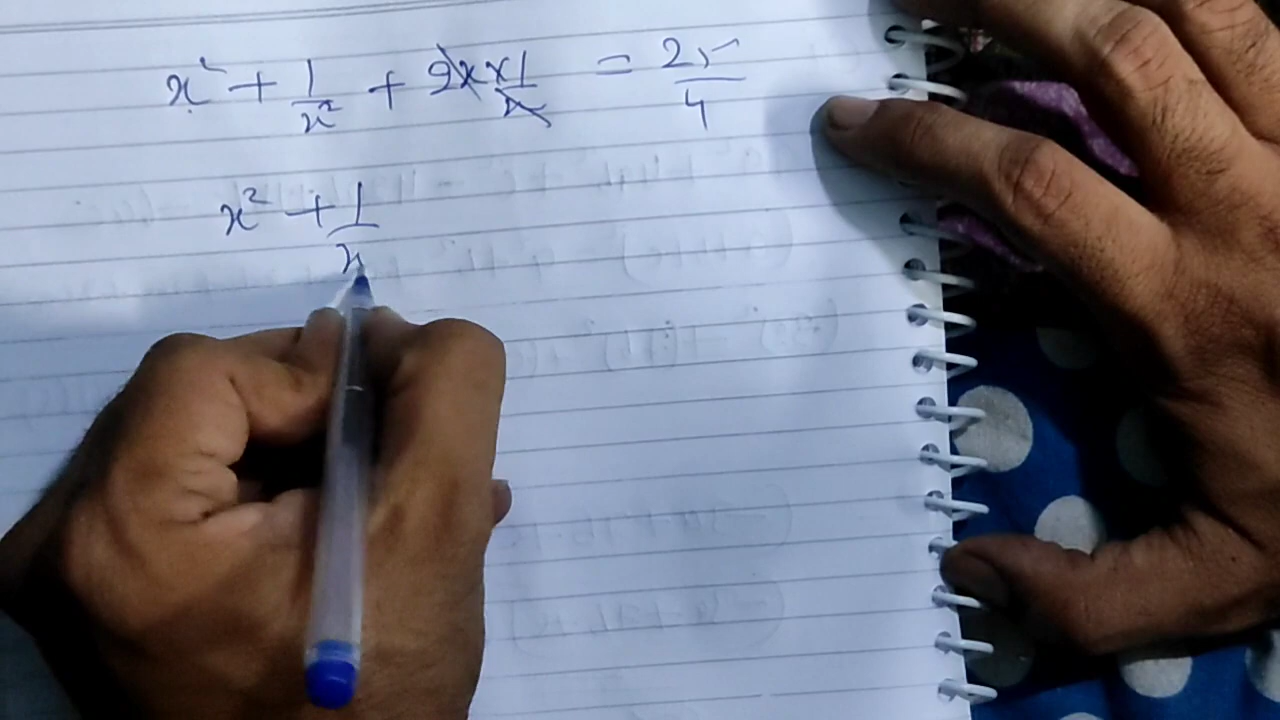 x² + 1/x² + 2x × 1/x = 25/4
x² + 1/x